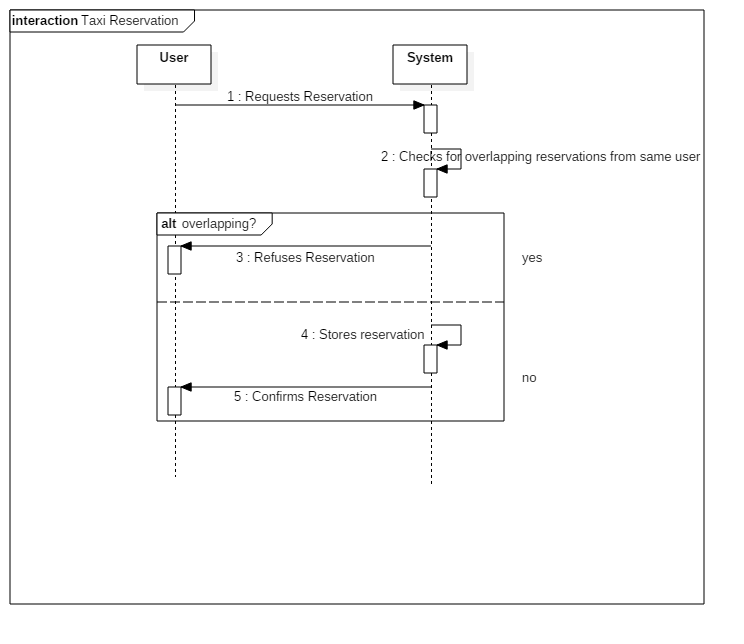 interaction Taxi Reservation
User
System
1 : Requests Reservation
2 : Checks for overlapping reservations from same user
alt overlapping?
3 : Refuses Reservation
yes
4 : Stores reservation
no
5 : Confirms Reservation